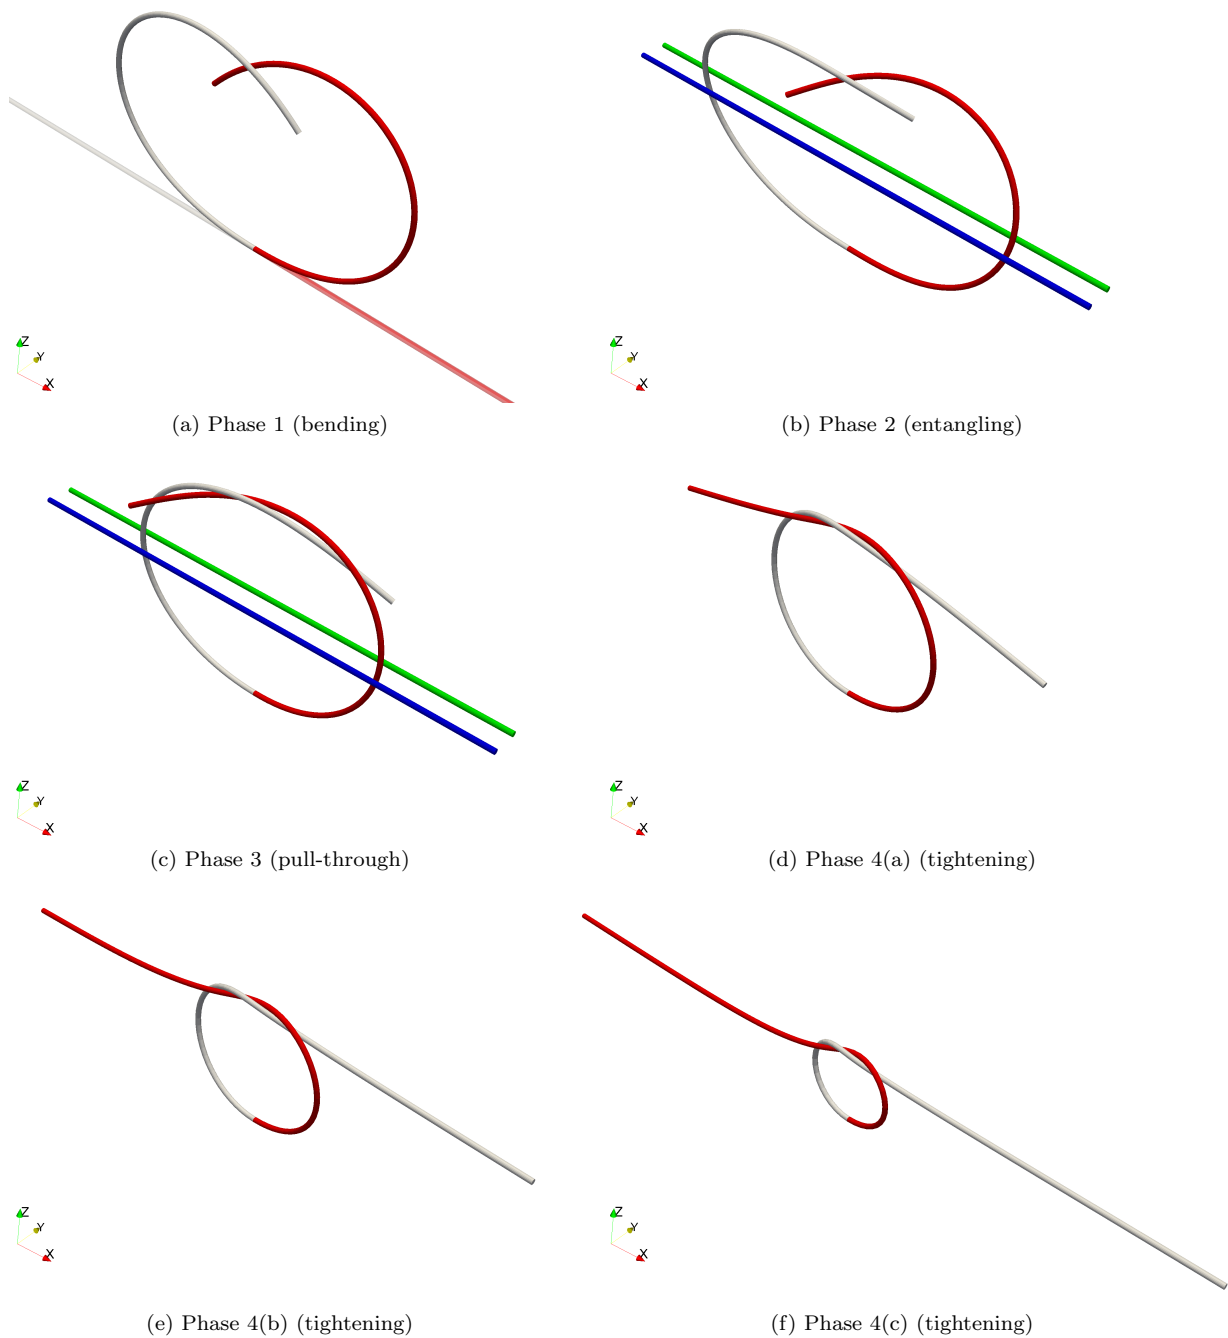 Z
Y
X
Z
Y
X
(a) Phase 1 (bending)
(b) Phase 2 (entangling)
Z
Y
X
Z
Y
X
(c) Phase 3 (pull-through)
(d) Phase 4(a) (tightening)
Z
Y
X
Z
Y
X
(e) Phase 4(b) (tightening)
(f) Phase 4(c) (tightening)